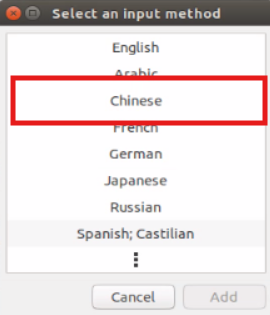 Select an input method
English
Arabic
Chinese
French
German
Japanese
Russian
Spanish; Castilian
Cancel
Add